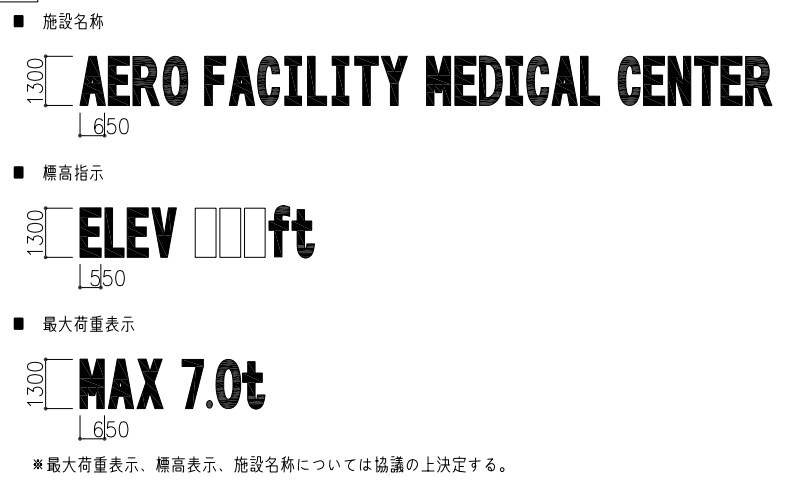 ■ 施設名称
1300
AERO FACILITY MEDICAL CENTER
650
■ 標高指示
1300
ELEV □□□ft
550
■ 最大荷重表示
1300
MAX 7.0t
650
※最大荷重表示、標高表示、施設名称については協議の上決定する。